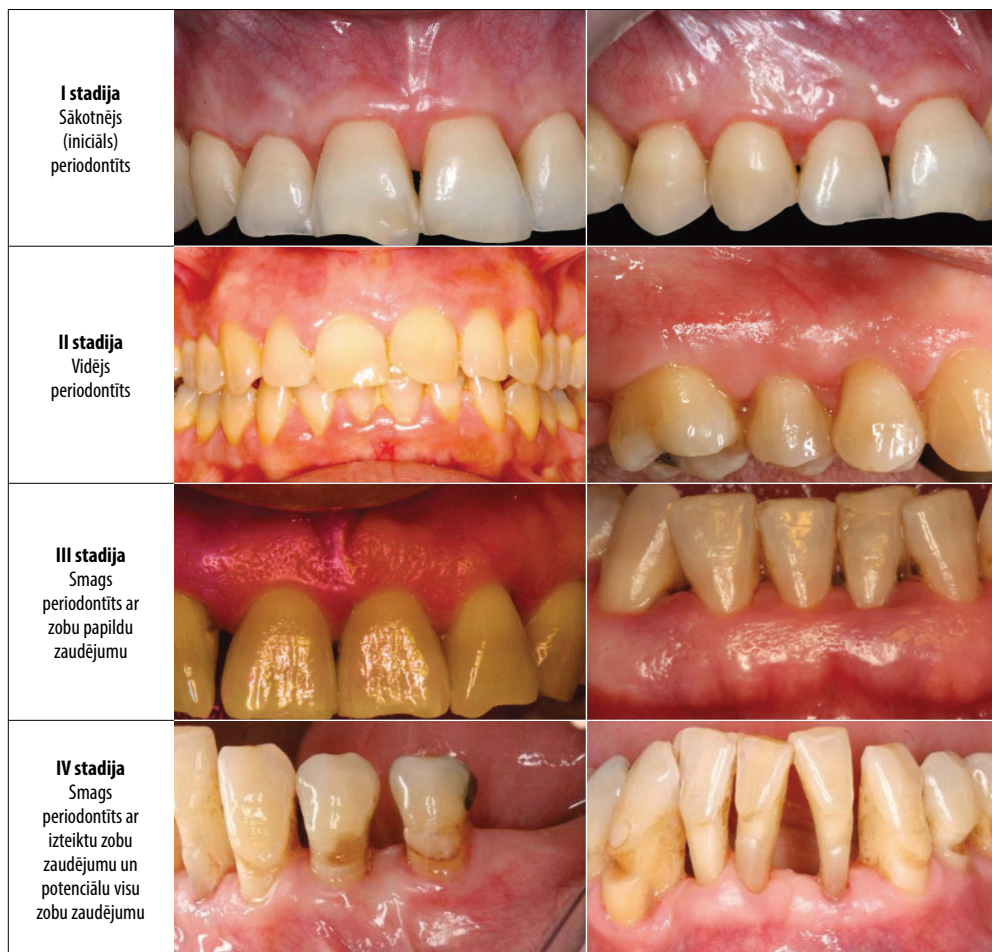 I stadija
Sākotnējs
(iniciāls)
periodontīts
II stadija
Vidējs
periodontīts
III stadija
Smags
periodontīts ar
zobu papildu
zaudējumu
IV stadija
Smags
periodontīts ar
izteiktu zobu
zaudējumu un
potenciālu visu
zobu zaudējumu